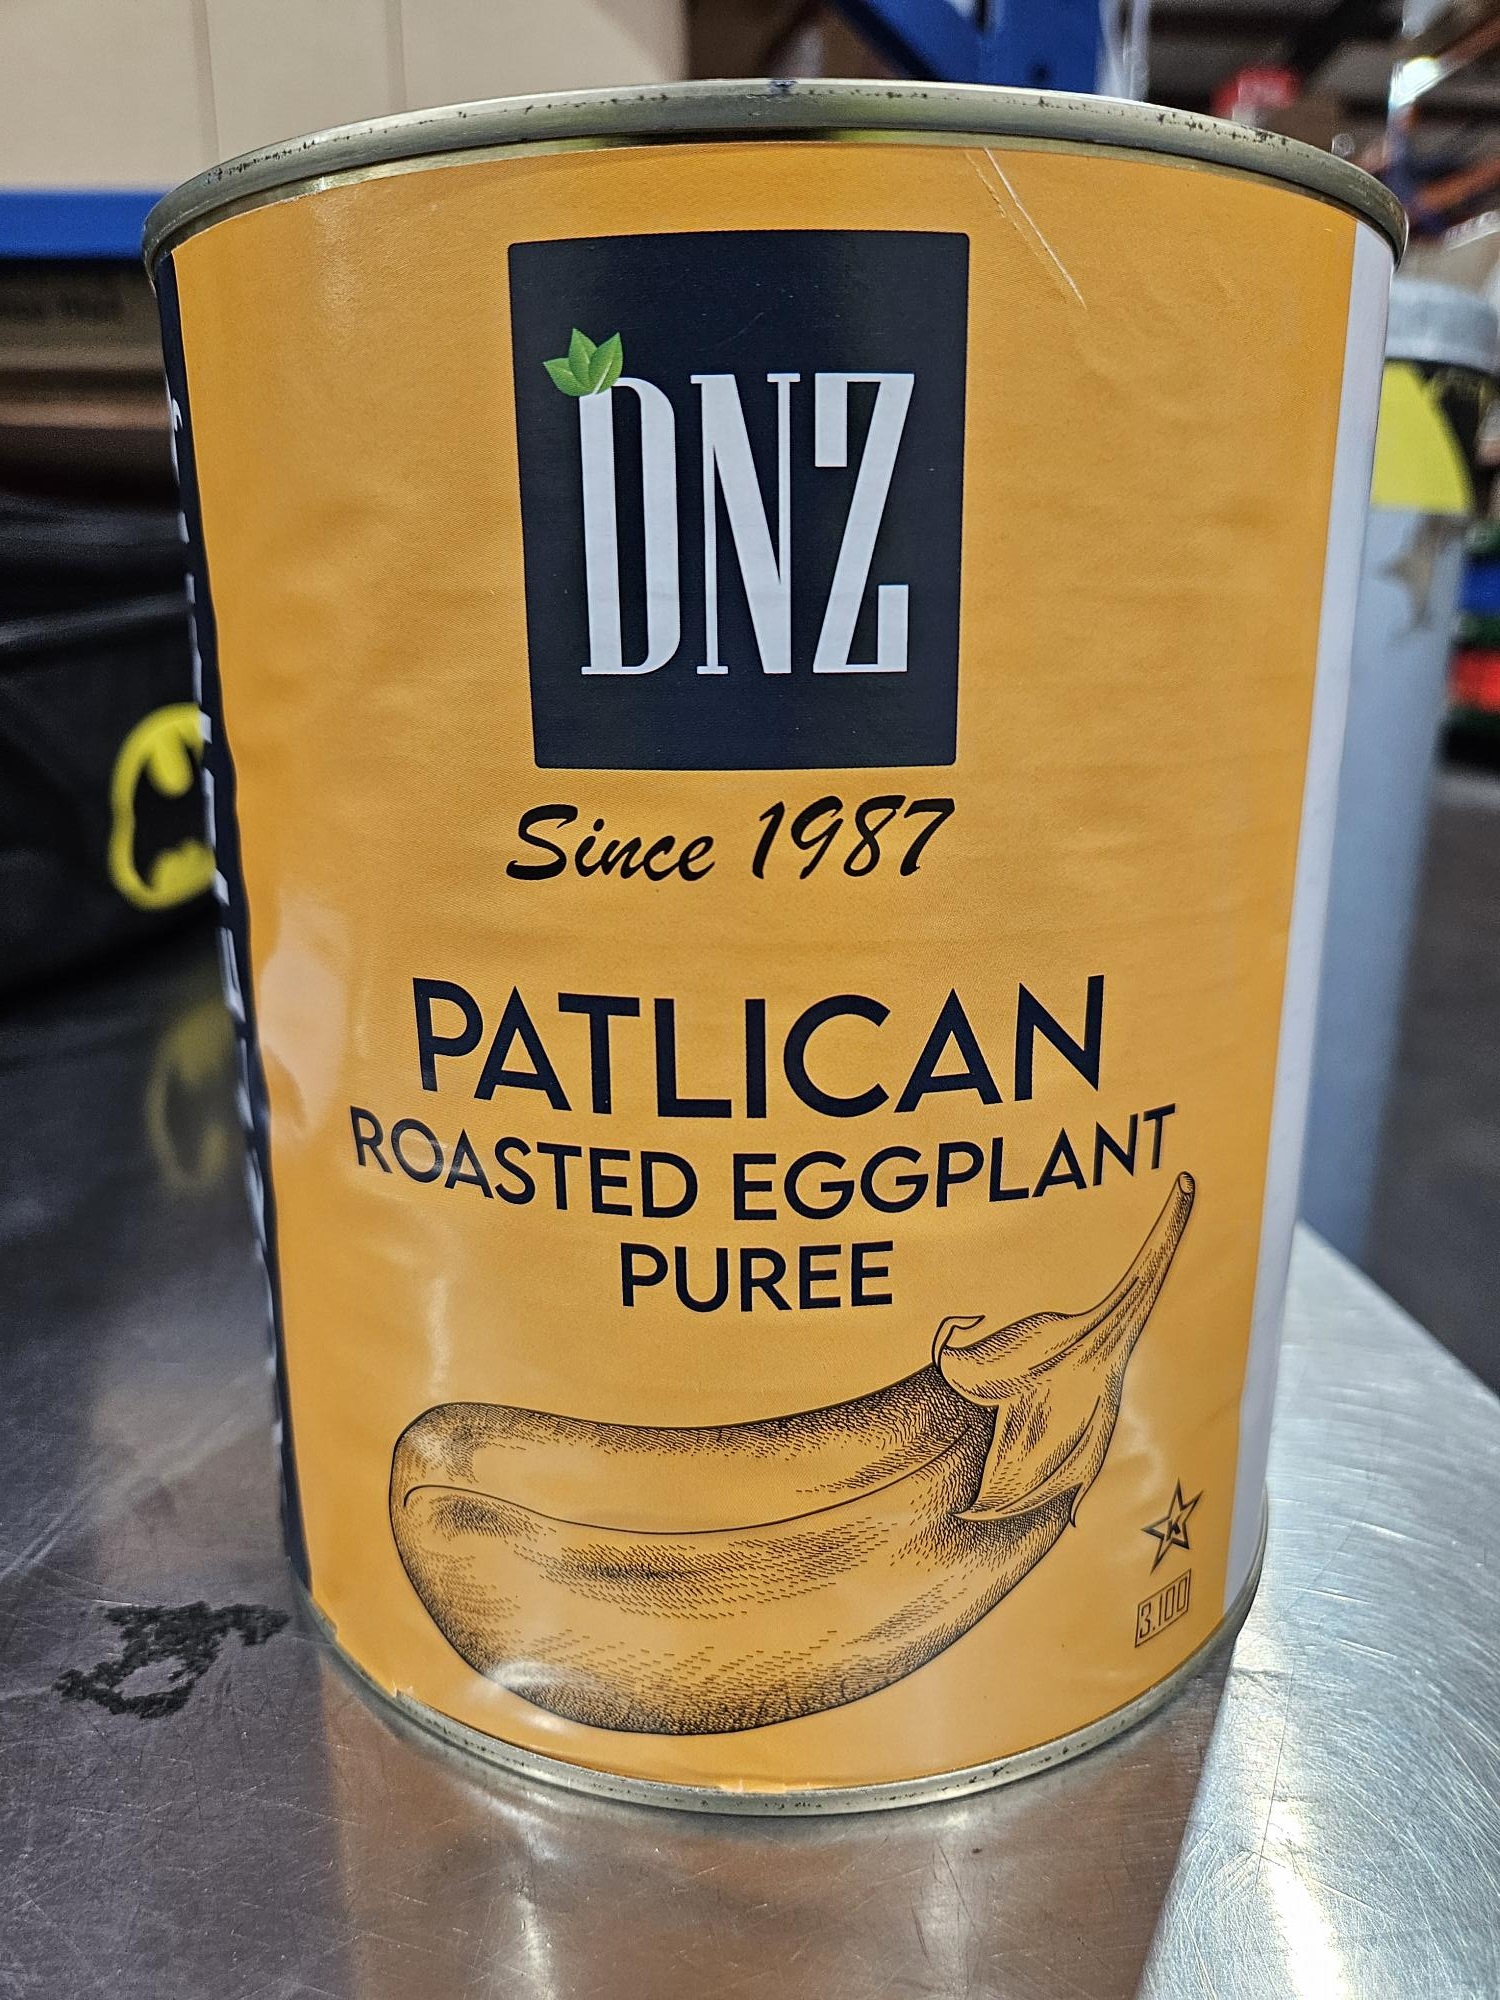 DNZ
Since 1987
PATLICAN
ROASTED EGGPLANT
PUREE
K
3.100